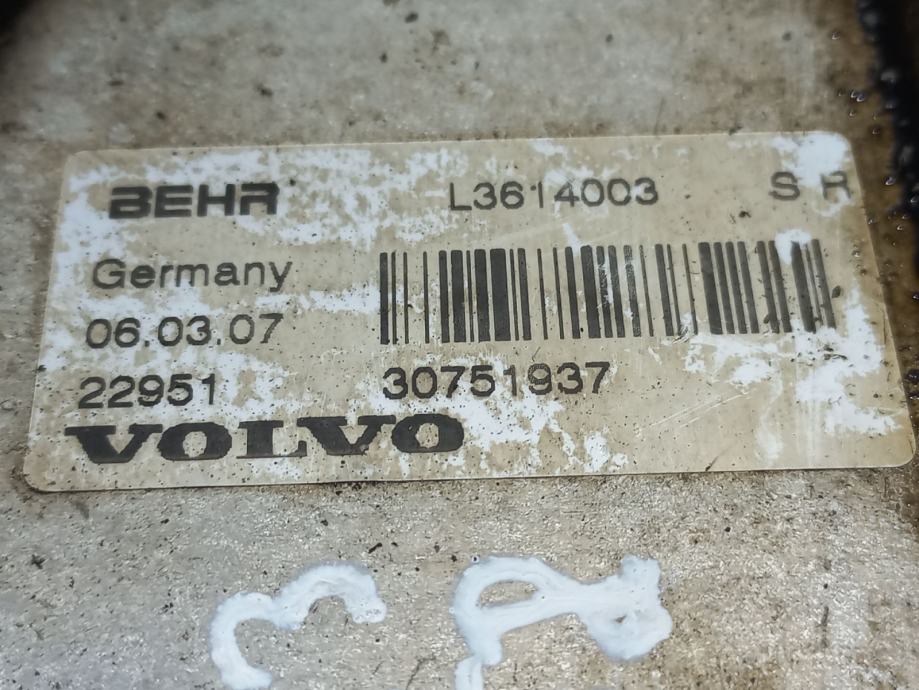 BEHR L3614003 S R
Germany
06.03.07
22951 30751937
VOLVO